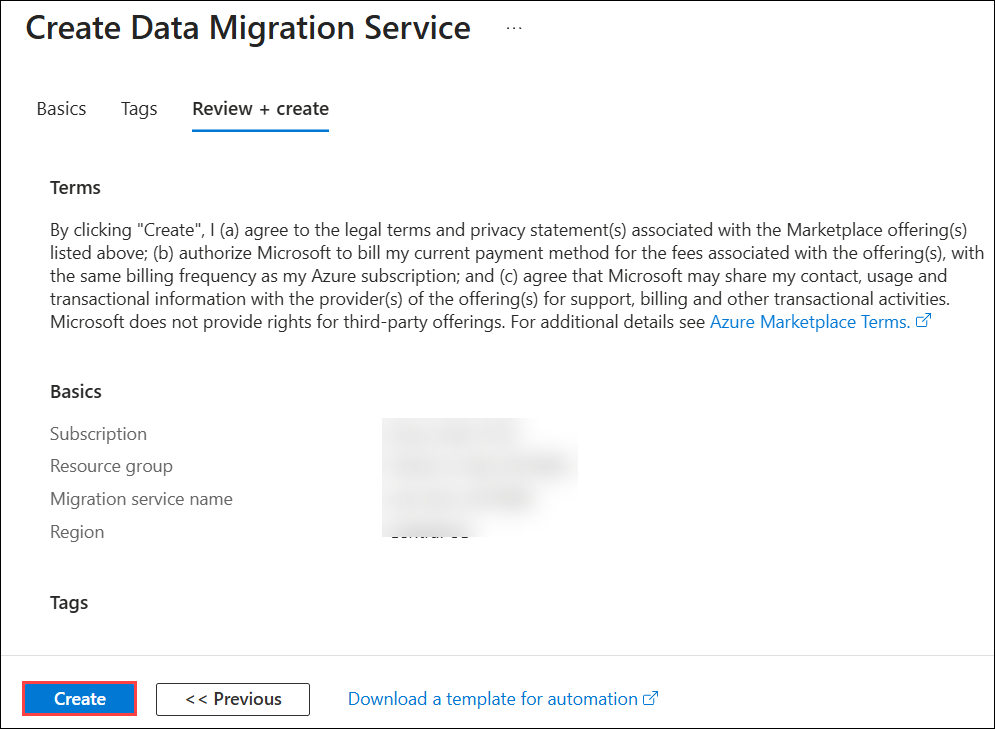 Create Data Migration Service ...
Basics Tags Review + create
Terms
By clicking "Create", I (a) agree to the legal terms and privacy statement(s) associated with the Marketplace offering(s)
listed above; (b) authorize Microsoft to bill my current payment method for the fees associated with the offering(s), with
the same billing frequency as my Azure subscription; and (c) agree that Microsoft may share my contact, usage and
transactional information with the provider(s) of the offering(s) for support, billing and other transactional activities.
Microsoft does not provide rights for third-party offerings. For additional details see Azure Marketplace Terms.
Basics
Subscription
Resource group
Migration service name
Region
Tags
Create << Previous Download a template for automation